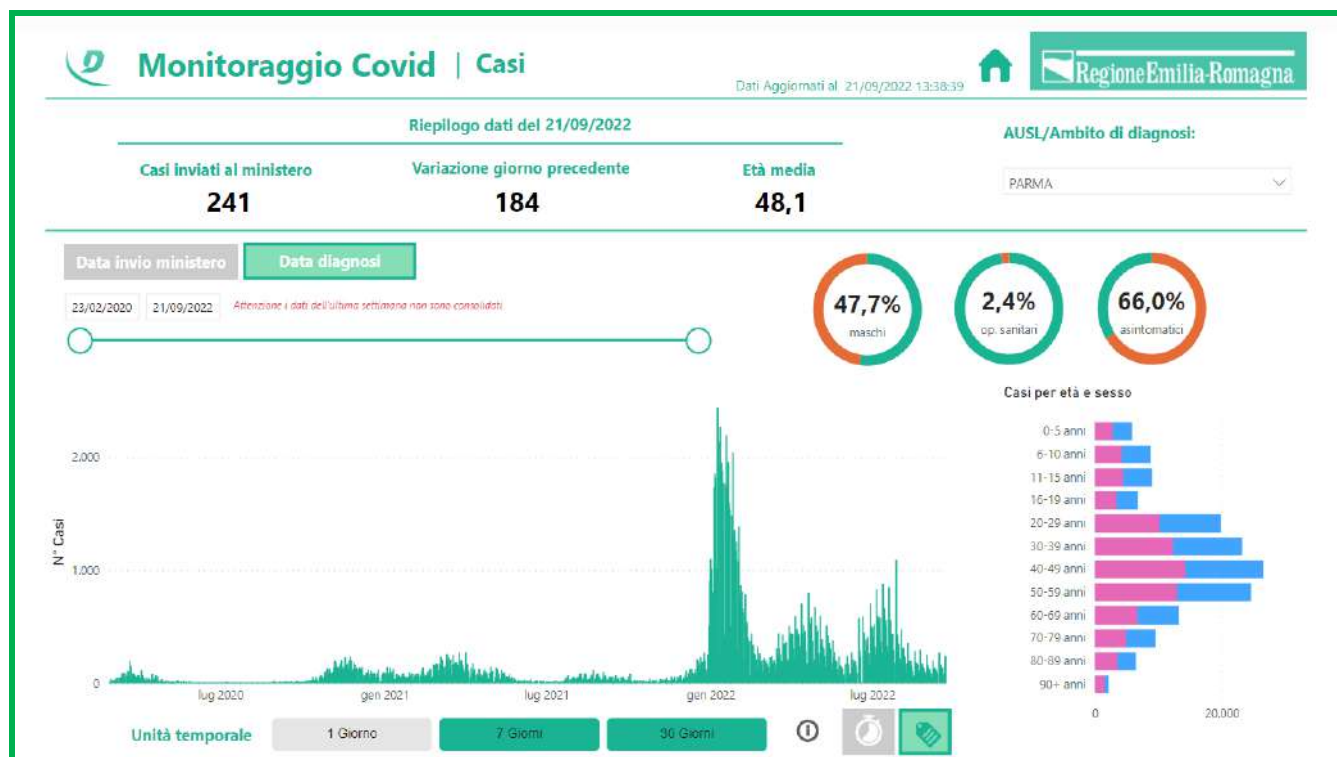 Monitoraggio Covid | Casi
Dati Aggiornati al 21/09/2022 13:38:39
RegioneEmilia-Romagna
Riepilogo dati del 21/09/2022
AUSL/Ambito di diagnosi:
Casi inviati al ministero
Variazione giorno precedente
Età media
241
184
48,1
PARMA
Data invio ministero
Data diagnosi
23/02/2020
21/09/2022
Attenzione i dati dell'ultima settimana non sono consolidati
47,7%
maschi
2,4%
op. sanitari
66,0%
asintomatici
N° Casi
2.000
1.000
0
lug 2020
gen 2021
lug 2021
gen 2022
lug 2022
Casi per età e sesso
0-5 anni
6-10 anni
11-15 anni
16-19 anni
20-29 anni
30-39 anni
40-49 anni
50-59 anni
60-69 anni
70-79 anni
80-89 anni
90+ anni
0
20.000
Unità temporale
1 Giorno
7 Giorni
30 Giorni